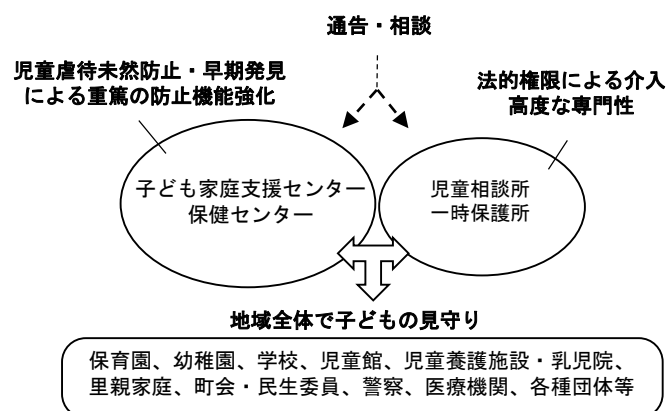 通告・相談
児童虐待未然防止・早期発見
による重篤の防止機能強化
法的権限による介入
高度な専門性
子ども家庭支援センター
保健センター
児童相談所
一時保護所
地域全体で子どもの見守り
保育園、幼稚園、学校、児童館、児童養護施設・乳児院、
里親家庭、町会・民生委員、警察、医療機関、各種団体等